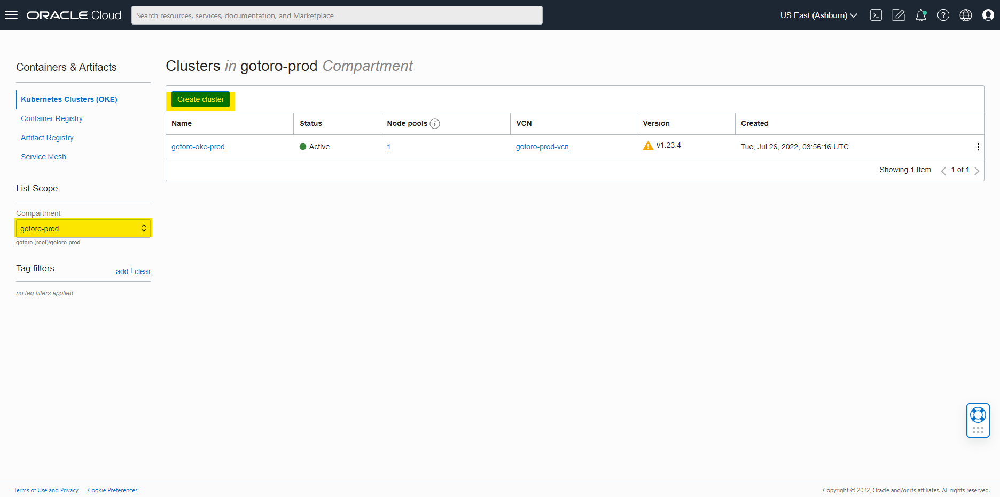 ORACLE Cloud
Search resources, services, documentation, and Marketplace
US East (Ashburn)
Containers & Artifacts
Kubernetes Clusters (OKE)
Container Registry
Artifact Registry
Service Mesh
List Scope
Compartment
gotoro-prod
gotoro (root)/gotoro-prod
Tag filters
add | clear
no tag filters applied
Clusters in gotoro-prod Compartment
Create cluster
Name Status Node pools i VCN Version Created
gotoro-oke-prod Active 1 gotoro-prod-vcn v1.23.4 Tue, Jul 26, 2022, 03:56:16 UTC
Showing 1 Item < 1 of 1 >
Terms of Use and Privacy Cookie Preferences
Copyright © 2022, Oracle and/or its affiliates. All rights reserved.